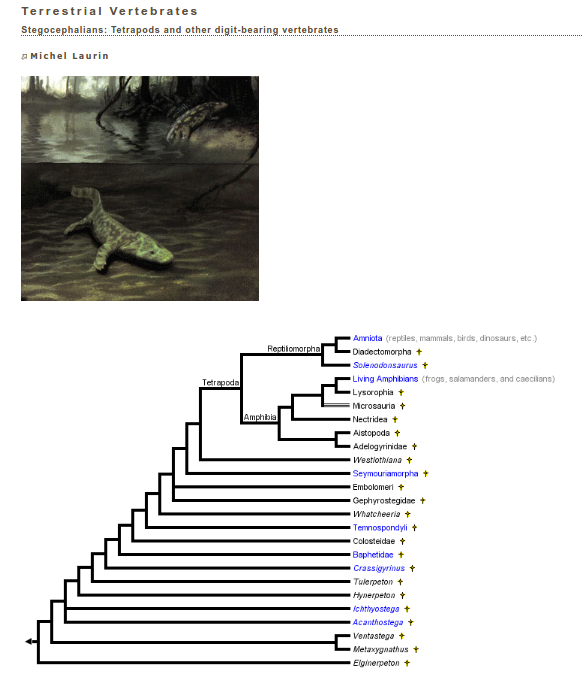 Terrestrial Vertebrates
Stegocephalians: Tetrapods and other digit-bearing vertebrates
Michel Laurin
Amniota (reptiles, mammals, birds, dinosaurs, etc.)
Reptiliomorpha
Diadectomorpha
Solenodonsaurus
Living Amphibians (frogs, salamanders, and caecilians)
Tetrapoda
Lysorophia
Microsauria
Amphibia
Nectridea
Aistopoda
Adelogyrinidae
Westlothiana
Seymouriamorpha
Embolomeri
Gephyrostegidae
Whatcheeria
Temnospondyli
Colosteidae
Baphetidae
Crassigyrinus
Tulerpeton
Hynerpeton
Ichthyostega
Acanthostega
Ventastega
Metaxygnathus
Elginerpeton